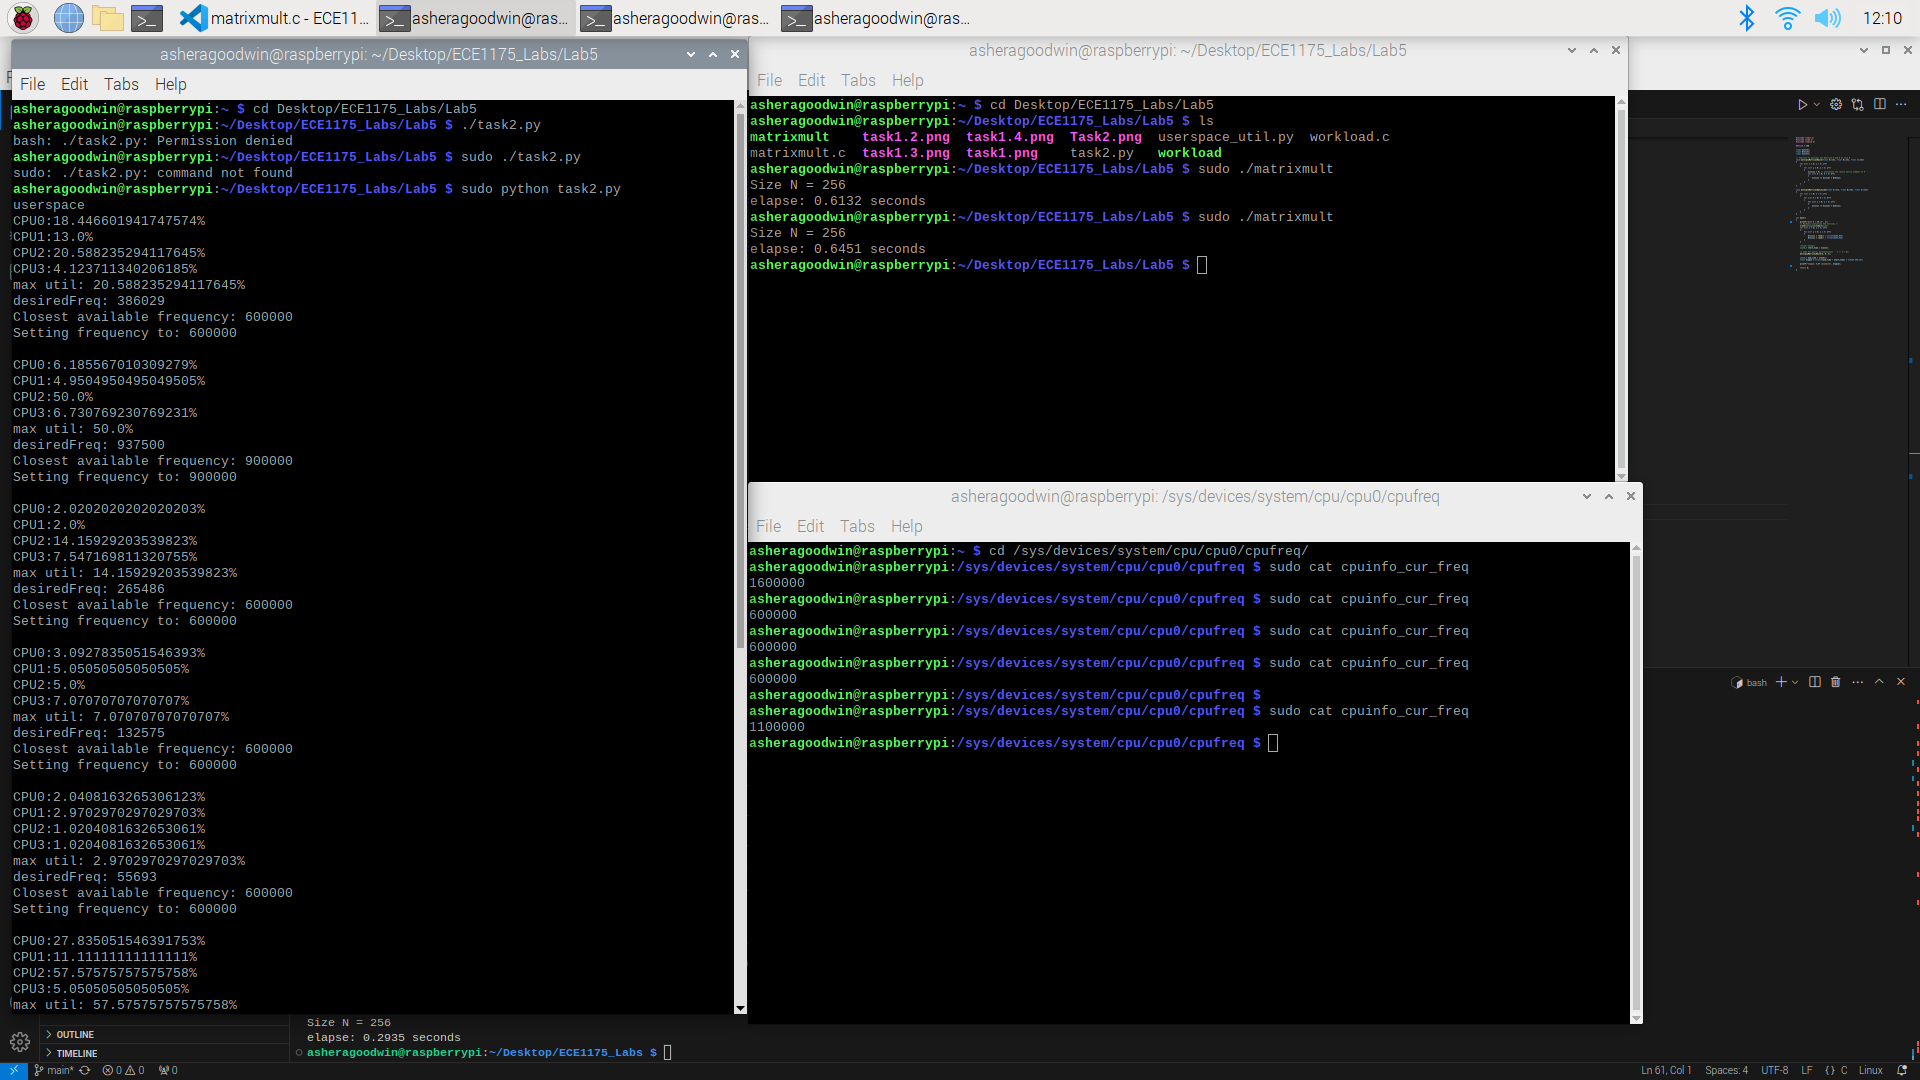 matrixmult.c - ECE11...
asheragoodwin@ras...
asheragoodwin@ras...
asheragoodwin@ras...
12:10
asheragoodwin@raspberrypi: ~/Desktop/ECE1175_Labs/Lab5
File Edit Tabs Help
asheragoodwin@raspberrypi:~ $ cd Desktop/ECE1175_Labs/Lab5
asheragoodwin@raspberrypi:~/Desktop/ECE1175_Labs/Lab5 $ ./task2.py
bash: ./task2.py: Permission denied
asheragoodwin@raspberrypi:~/Desktop/ECE1175_Labs/Lab5 $ sudo ./task2.py
sudo: ./task2.py: command not found
asheragoodwin@raspberrypi:~/Desktop/ECE1175_Labs/Lab5 $ sudo python task2.py
userspace
CPU0:18.446601941747574%
CPU1:13.0%
CPU2:20.588235294117645%
CPU3:4.123711340206185%
max util: 20.588235294117645%
desiredFreq: 386029
Closest available frequency: 600000
Setting frequency to: 600000
CPU0:6.185567010309279%
CPU1:4.9504950495049505%
CPU2:50.0%
CPU3:6.730769230769231%
max util: 50.0%
desiredFreq: 937500
Closest available frequency: 900000
Setting frequency to: 900000
CPU0:2.0202020202020203%
CPU1:2.0%
CPU2:14.15929203539823%
CPU3:7.547169811320755%
max util: 14.15929203539823%
desiredFreq: 265486
Closest available frequency: 600000
Setting frequency to: 600000
CPU0:3.0927835051546393%
CPU1:5.05050505050505%
CPU2:5.0%
CPU3:7.07070707070707%
max util: 7.07070707070707%
desiredFreq: 132575
Closest available frequency: 600000
Setting frequency to: 600000
CPU0:2.0408163265306123%
CPU1:2.9702970297029703%
CPU2:1.0204081632653061%
CPU3:1.0204081632653061%
max util: 2.9702970297029703%
desiredFreq: 55693
Closest available frequency: 600000
Setting frequency to: 600000
CPU0:27.835051546391753%
CPU1:11.11111111111111%
CPU2:57.57575757575758%
CPU3:5.05050505050505%
max util: 57.57575757575758%
asheragoodwin@raspberrypi: ~/Desktop/ECE1175_Labs/Lab5
File Edit Tabs Help
asheragoodwin@raspberrypi:~ $ cd Desktop/ECE1175_Labs/Lab5
asheragoodwin@raspberrypi:~/Desktop/ECE1175_Labs/Lab5 $ ls
matrixmult task1.2.png task1.4.png Task2.png userspace_util.py workload.c
matrixmult.c task1.3.png task1.png task2.py workload
asheragoodwin@raspberrypi:~/Desktop/ECE1175_Labs/Lab5 $ sudo ./matrixmult
Size N = 256
elapse: 0.6132 seconds
asheragoodwin@raspberrypi:~/Desktop/ECE1175_Labs/Lab5 $ sudo ./matrixmult
Size N = 256
elapse: 0.6451 seconds
asheragoodwin@raspberrypi:~/Desktop/ECE1175_Labs/Lab5 $
asheragoodwin@raspberrypi: /sys/devices/system/cpu/cpu0/cpufreq
File Edit Tabs Help
asheragoodwin@raspberrypi:~ $ cd /sys/devices/system/cpu/cpu0/cpufreq/
asheragoodwin@raspberrypi:/sys/devices/system/cpu/cpu0/cpufreq $ sudo cat cpuinfo_cur_freq
1600000
asheragoodwin@raspberrypi:/sys/devices/system/cpu/cpu0/cpufreq $ sudo cat cpuinfo_cur_freq
600000
asheragoodwin@raspberrypi:/sys/devices/system/cpu/cpu0/cpufreq $ sudo cat cpuinfo_cur_freq
600000
asheragoodwin@raspberrypi:/sys/devices/system/cpu/cpu0/cpufreq $ sudo cat cpuinfo_cur_freq
600000
asheragoodwin@raspberrypi:/sys/devices/system/cpu/cpu0/cpufreq $
asheragoodwin@raspberrypi:/sys/devices/system/cpu/cpu0/cpufreq $ sudo cat cpuinfo_cur_freq
1100000
asheragoodwin@raspberrypi:/sys/devices/system/cpu/cpu0/cpufreq $
bash
OUTLINE
TIMELINE
Size N = 256
elapse: 0.2935 seconds
asheragoodwin@raspberrypi:~/Desktop/ECE1175_Labs $
main* 0 0 0
Ln 61, Col 1 Spaces: 4 UTF-8 LF {} C Linux